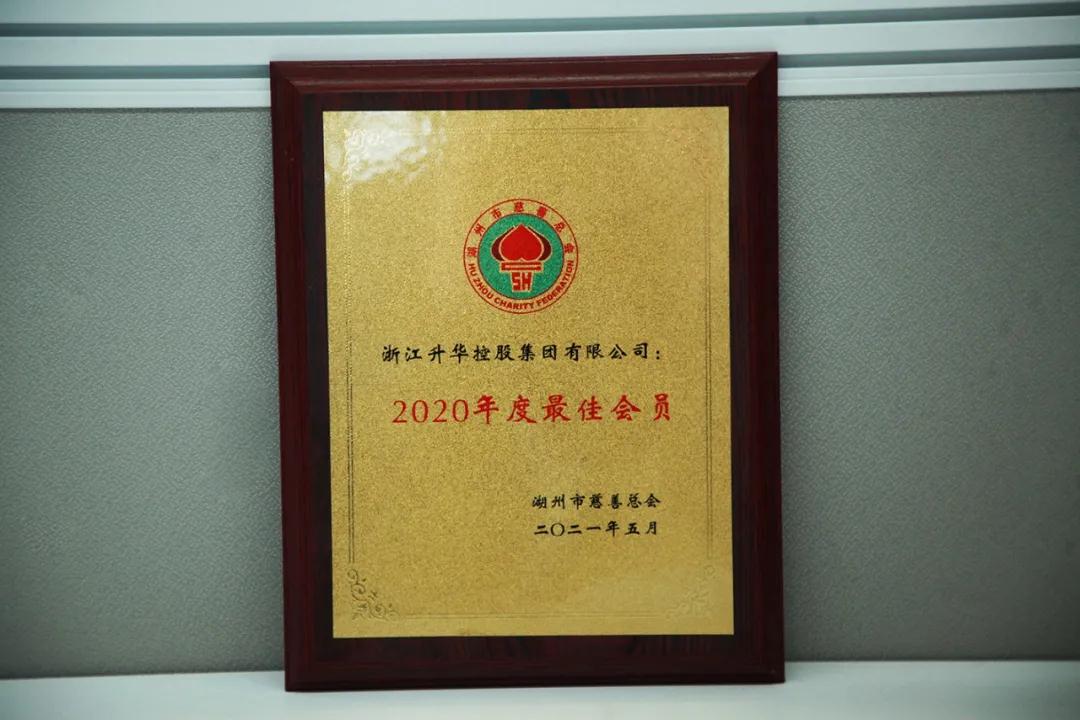 湖州市慈善总会
SH
HU ZHOU CHARITY FEDERATION
浙江升华控股集团有限公司：
2020年度最佳会员
湖州市慈善总会
二〇二一年五月